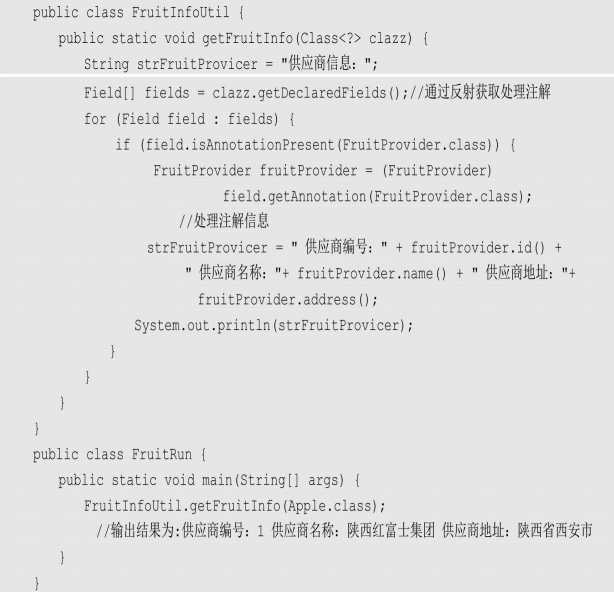 public class FruitInfoUtil {
public static void getFruitInfo(Class<?> clazz) {
String strFruitProvicer = "供应商信息：";
Field[] fields = clazz.getDeclaredFields();//通过反射获取处理注解
for (Field field : fields) {
if (field.isAnnotationPresent(FruitProvider.class)) {
FruitProvider fruitProvider = (FruitProvider)
field.getAnnotation(FruitProvider.class);
//处理注解信息
strFruitProvicer = " 供应商编号：" + fruitProvider.id() +
" 供应商名称："+ fruitProvider.name() + " 供应商地址："+
fruitProvider.address();
System.out.println(strFruitProvicer);
}
}
}
}
public class FruitRun {
public static void main(String[] args) {
FruitInfoUtil.getFruitInfo(Apple.class);
//输出结果为:供应商编号：1 供应商名称：陕西红富士集团 供应商地址：陕西省西安市
}
}